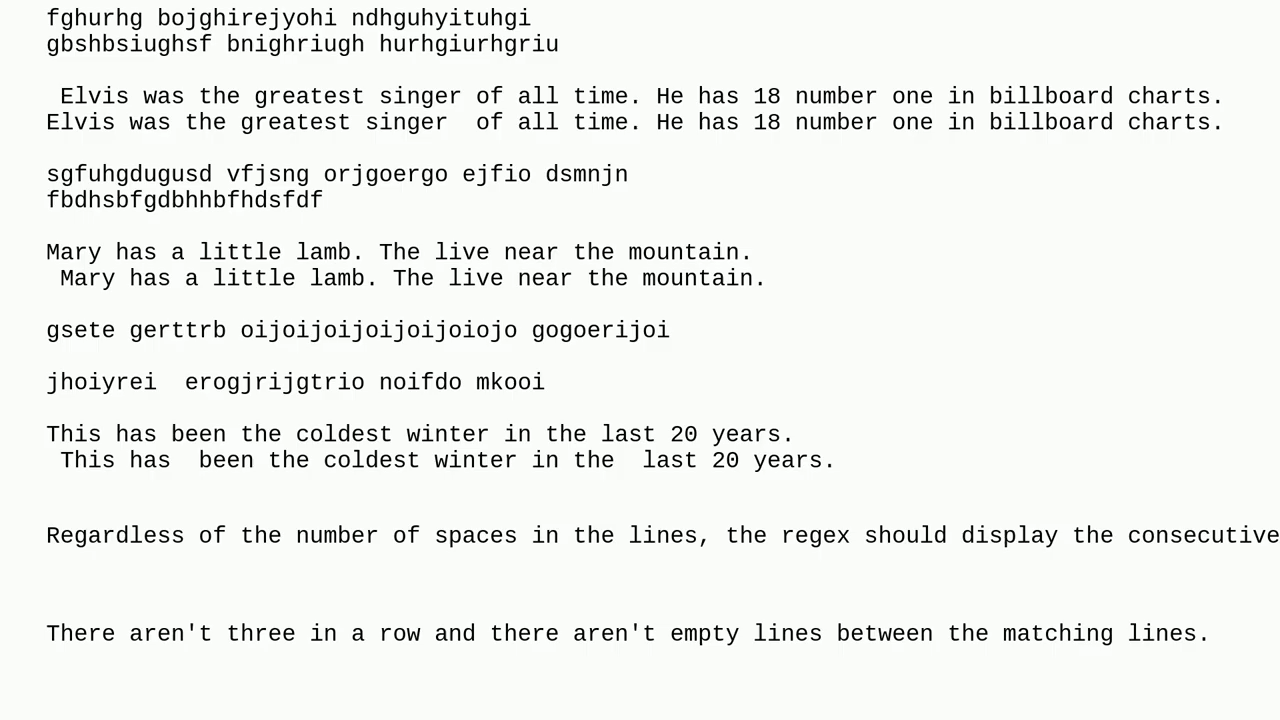 fghurhg bojghirejyohi ndhguhyituhgi
gbshbsiughsf bnighriugh hurhgiurhgriu
 Elvis was the greatest singer of all time. He has 18 number one in billboard charts.
Elvis was the greatest singer  of all time. He has 18 number one in billboard charts.
sgfuhgdugusd vfjsng orjgoergo ejfio dsmnjn
fbdhsbfgdbhhbfhdsfdf
Mary has a little lamb. The live near the mountain.
 Mary has a little lamb. The live near the mountain.
gsete gerttrb oijoijoijoijoijoiojo gogoerijoi
jhoiyrei  erogjrijgtrio noifdo mkooi
This has been the coldest winter in the last 20 years.
 This has  been the coldest winter in the  last 20 years.
Regardless of the number of spaces in the lines, the regex should display the consecutive
There aren't three in a row and there aren't empty lines between the matching lines.